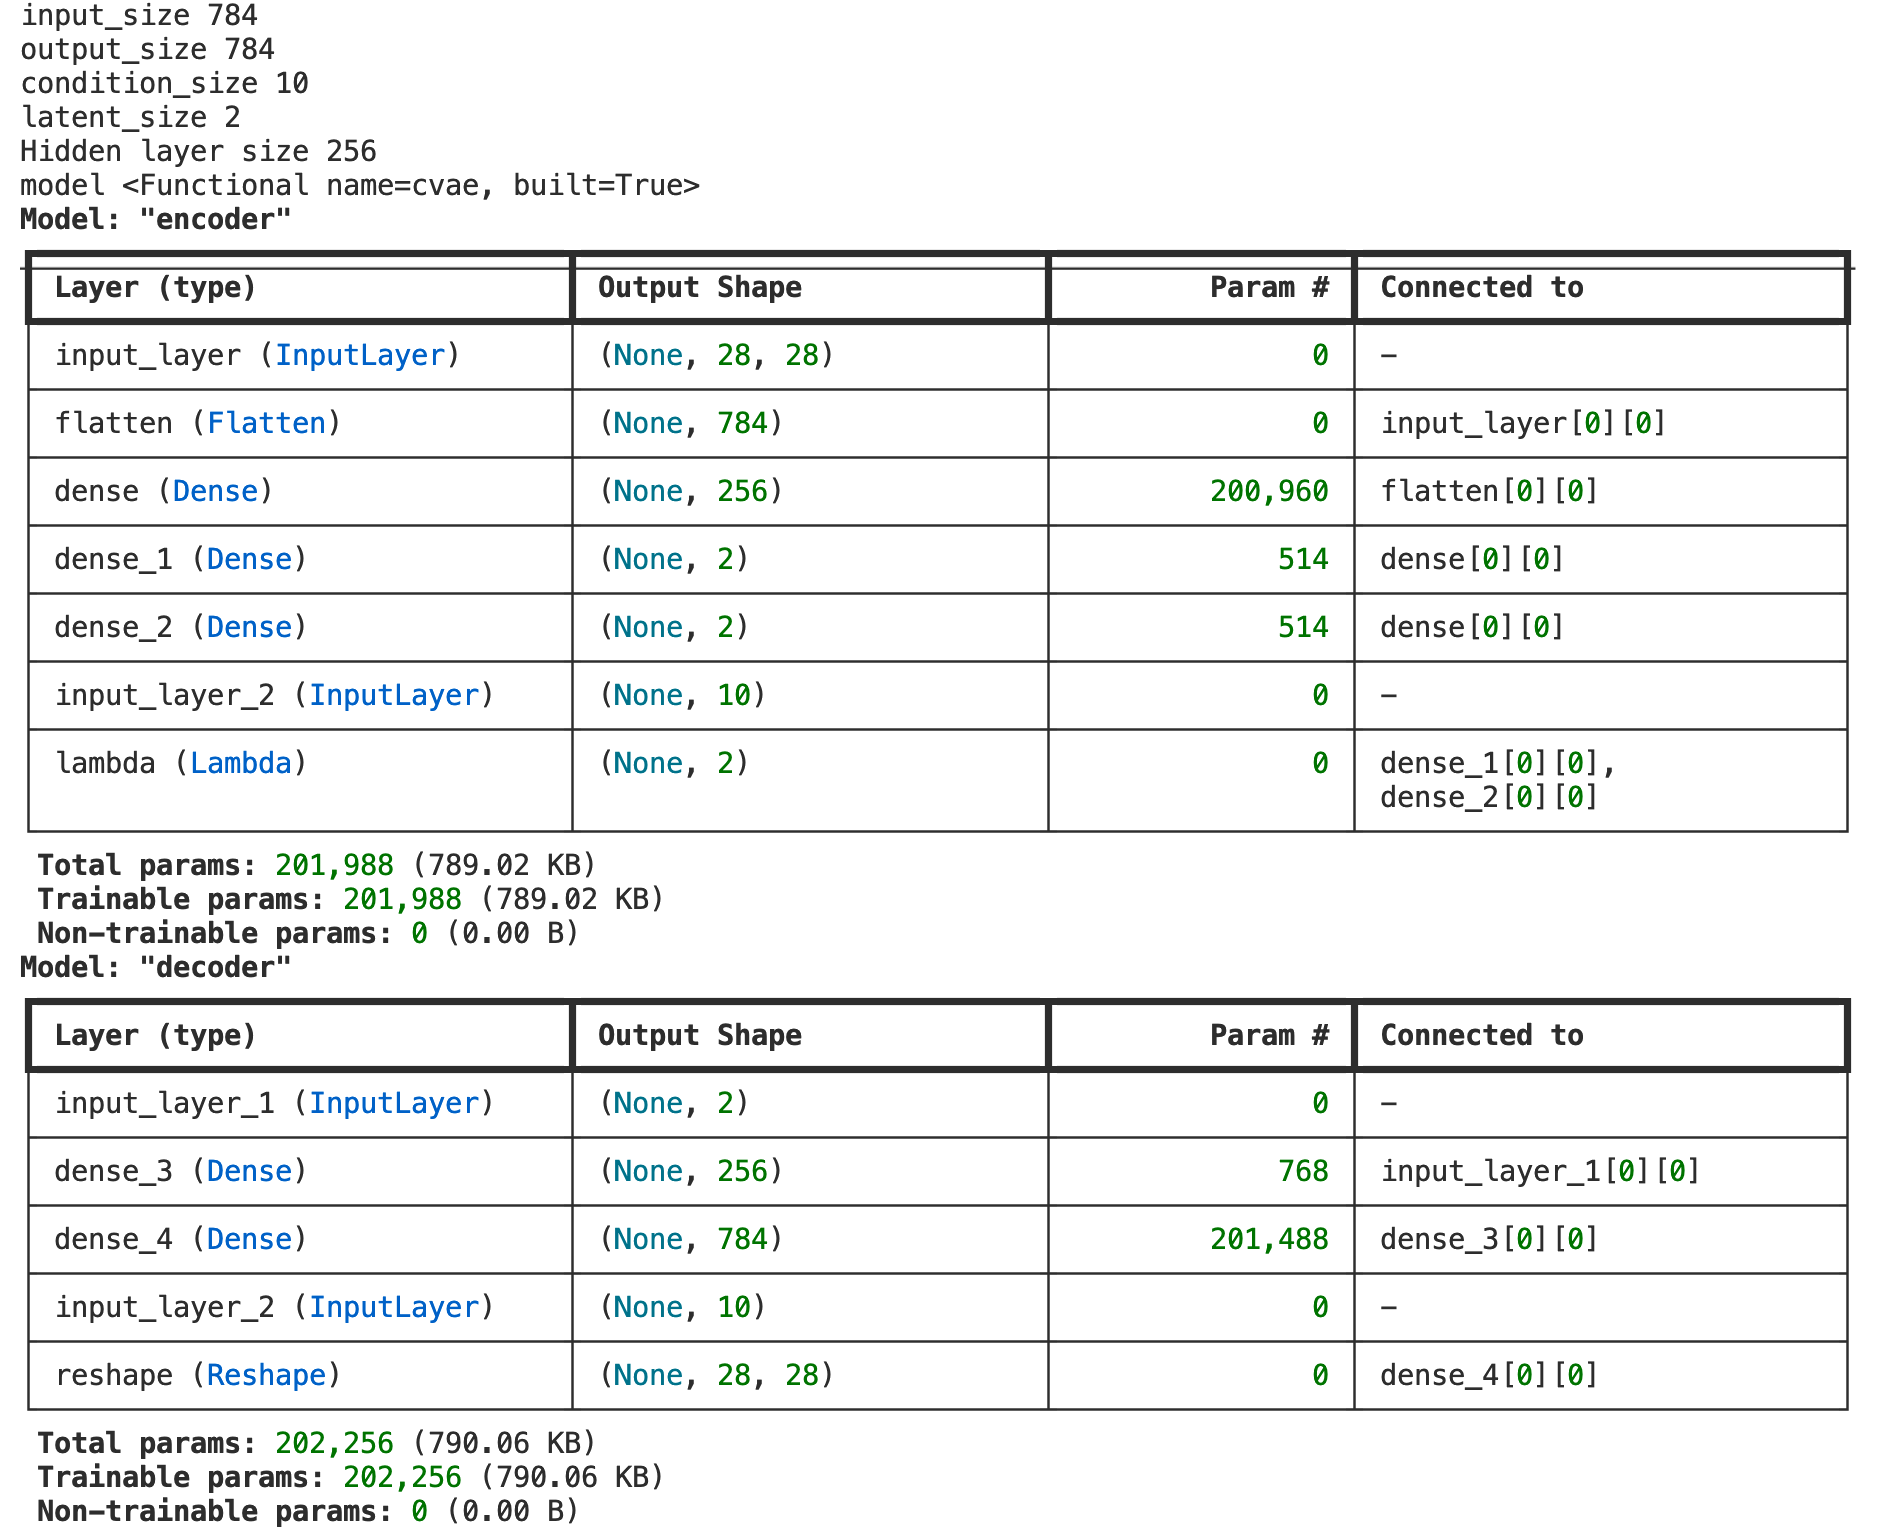 input_size 784
output_size 784
condition_size 10
latent_size 2
Hidden layer size 256
model <Functional name=cvae, built=True>
Model: "encoder"
Layer (type) Output Shape Param # Connected to
input_layer (InputLayer) (None, 28, 28) 0 –
flatten (Flatten) (None, 784) 0 input_layer[0][0]
dense (Dense) (None, 256) 200,960 flatten[0][0]
dense_1 (Dense) (None, 2) 514 dense[0][0]
dense_2 (Dense) (None, 2) 514 dense[0][0]
input_layer_2 (InputLayer) (None, 10) 0 –
lambda (Lambda) (None, 2) 0 dense_1[0][0],
dense_2[0][0]
Total params: 201,988 (789.02 KB)
Trainable params: 201,988 (789.02 KB)
Non-trainable params: 0 (0.00 B)
Model: "decoder"
Layer (type) Output Shape Param # Connected to
input_layer_1 (InputLayer) (None, 2) 0 –
dense_3 (Dense) (None, 256) 768 input_layer_1[0][0]
dense_4 (Dense) (None, 784) 201,488 dense_3[0][0]
input_layer_2 (InputLayer) (None, 10) 0 –
reshape (Reshape) (None, 28, 28) 0 dense_4[0][0]
Total params: 202,256 (790.06 KB)
Trainable params: 202,256 (790.06 KB)
Non-trainable params: 0 (0.00 B)